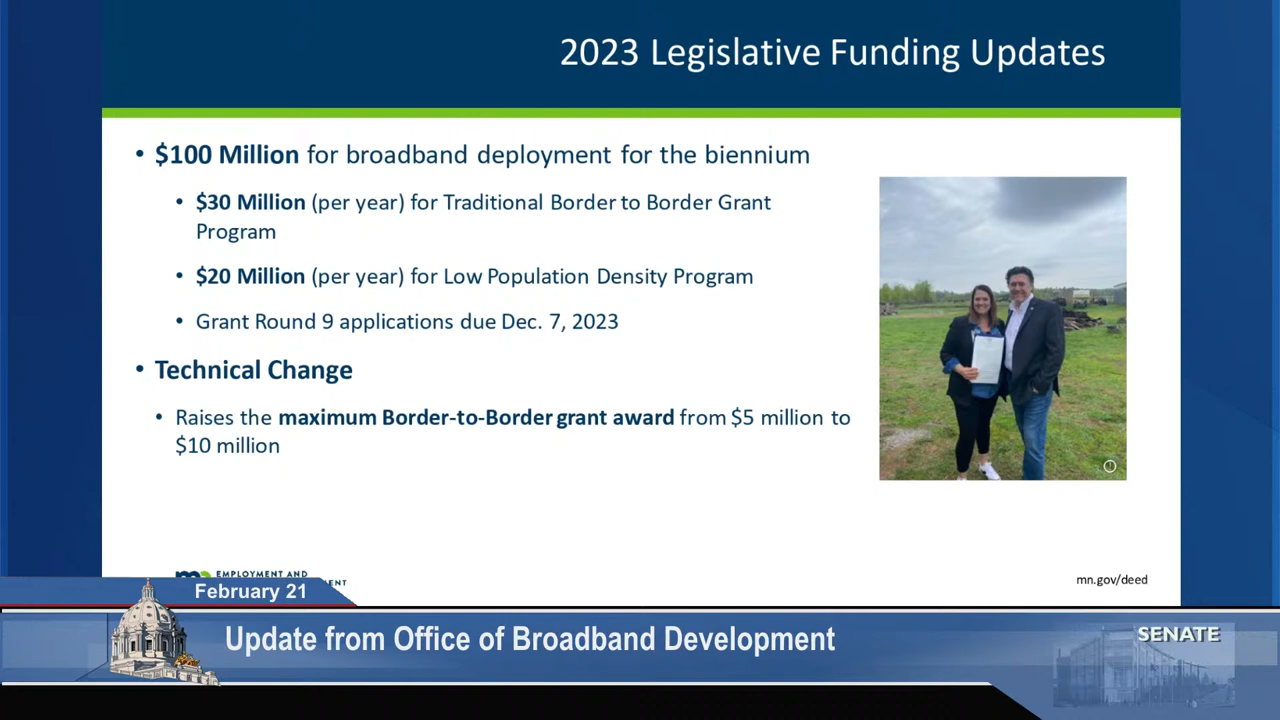 2023 Legislative Funding Updates
• $100 Million for broadband deployment for the biennium
• $30 Million (per year) for Traditional Border to Border Grant
Program
• $20 Million (per year) for Low Population Density Program
• Grant Round 9 applications due Dec. 7, 2023
• Technical Change
• Raises the maximum Border-to-Border grant award from $5 million to
$10 million
EMPLOYMENT AND
mn.gov/deed
February 21
Update from Office of Broadband Development
SENATE